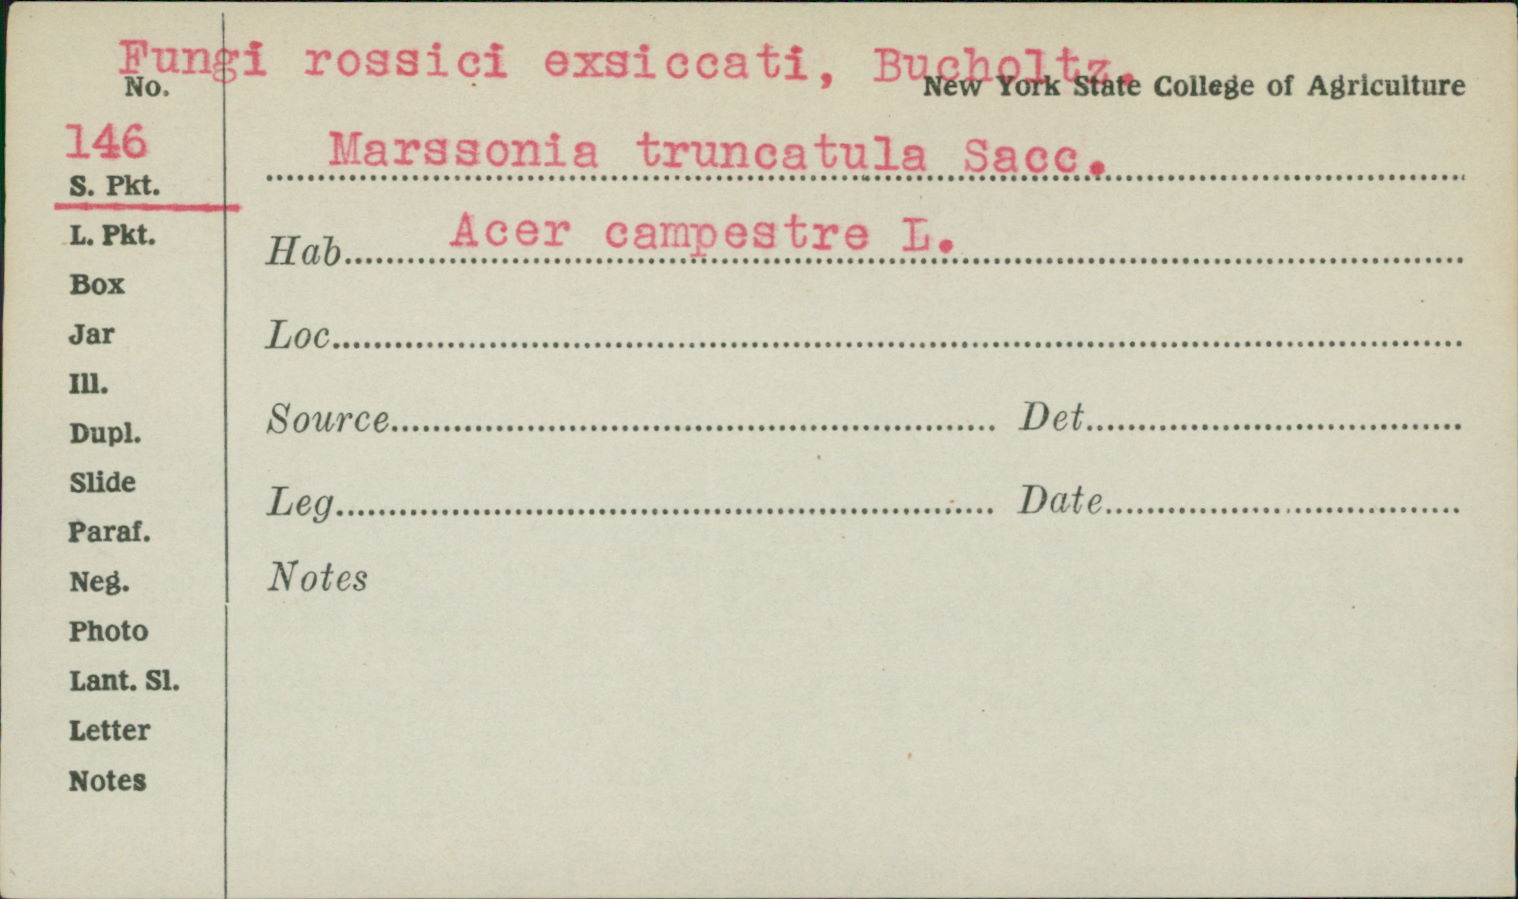 Fungi rossici exsiccati, Bucholtz.
No.
New York State College of Agriculture
146
Marssonia truncatula Sacc.
S. Pkt.
L. Pkt.
Hab. Acer campestre L.
Box
Jar
Loc.
Ill.
Dupl.
Source
Det.
Slide
Leg.
Date
Paraf.
Neg.
Notes
Photo
Lant. Sl.
Letter
Notes